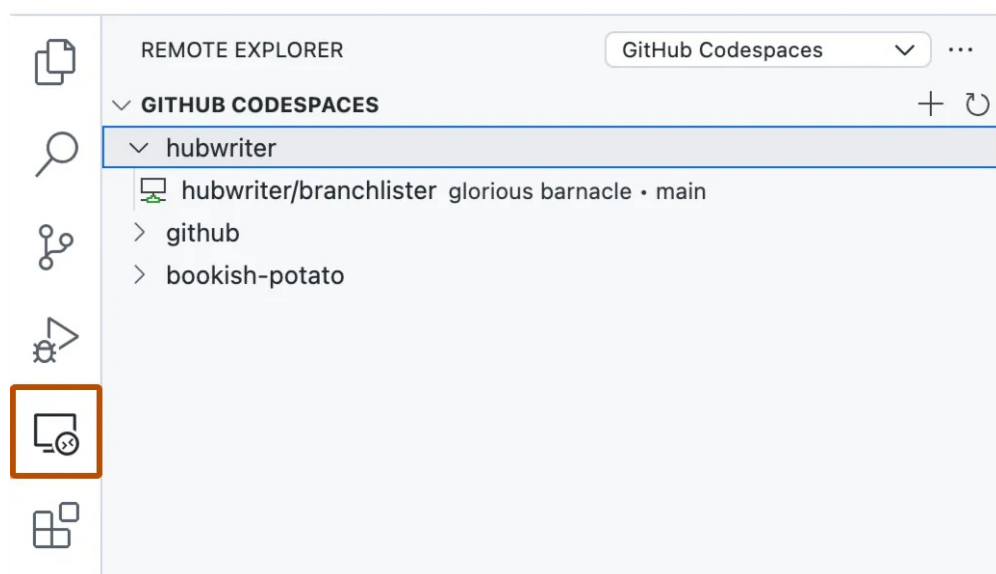 REMOTE EXPLORER GitHub Codespaces ...
GITHUB CODESPACES
hubwriter
hubwriter/branchlister glorious barnacle • main
github
bookish-potato